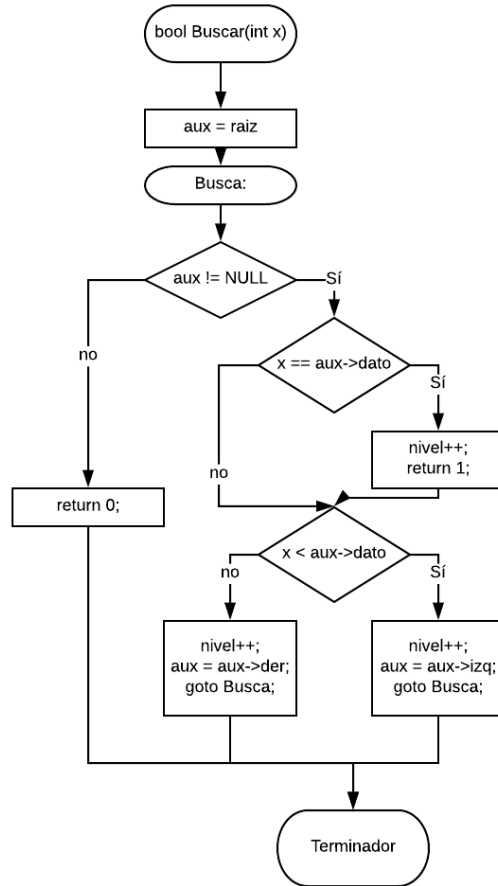 bool Buscar(int x)
aux = raiz
Busca:
aux != NULL
Sí
no
x == aux->dato
Sí
no
nivel++;
return 1;
return 0;
x < aux->dato
no
Sí
nivel++;
aux = aux->der;
goto Busca;
nivel++;
aux = aux->izq;
goto Busca;
Terminador